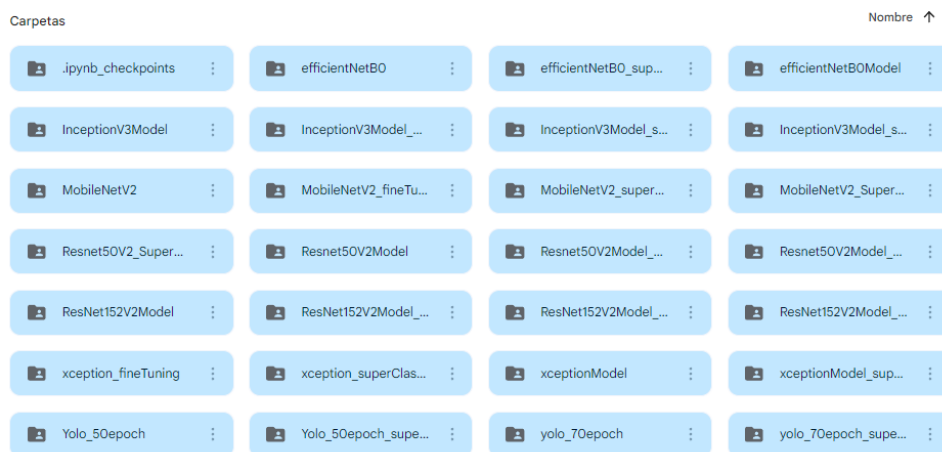 Carpetas
Nombre
.ipynb_checkpoints
efficientNetB0
efficientNetB0_sup...
efficientNetB0Model
InceptionV3Model
InceptionV3Model_...
InceptionV3Model_s...
InceptionV3Model_s...
MobileNetV2
MobileNetV2_fineTu...
MobileNetV2_super...
MobileNetV2_Super...
Resnet50V2_Super...
Resnet50V2Model
Resnet50V2Model_...
Resnet50V2Model_...
ResNet152V2Model
ResNet152V2Model_...
ResNet152V2Model_...
ResNet152V2Model_...
xception_fineTuning
xception_superClas...
xceptionModel
xceptionModel_sup...
Yolo_50epoch
Yolo_50epoch_supe...
yolo_70epoch
yolo_70epoch_supe...